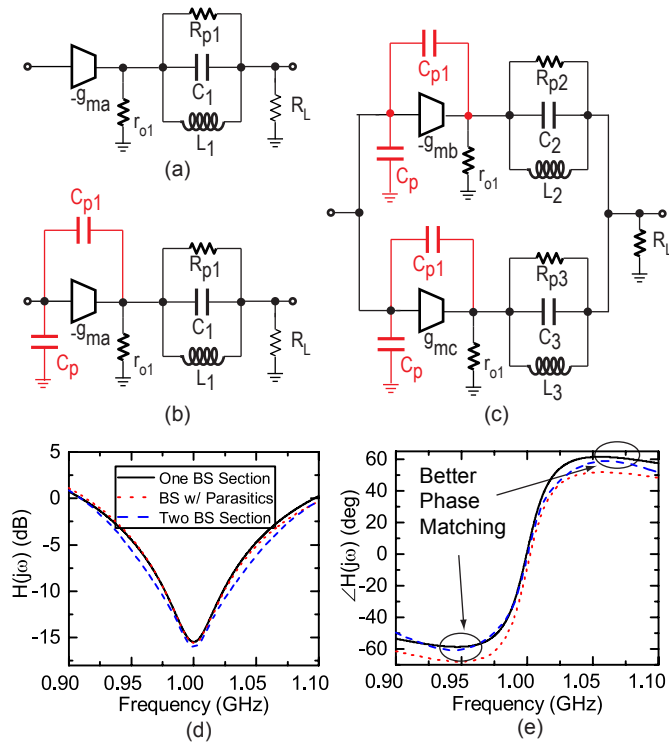 R_p1
C_1
-g_ma
r_o1
L_1
R_L
(a)
C_p1
R_p1
C_1
-g_ma
C_p
r_o1
L_1
R_L
(b)
C_p1
R_p2
C_2
-g_mb
C_p
r_o1
L_2
R_L
C_p1
R_p3
C_3
g_mc
C_p
r_o1
L_3
(c)
H(jω) (dB)
5
0
-5
-10
-15
One BS Section
BS w/ Parasitics
Two BS Section
0.90 0.95 1.00 1.05 1.10
Frequency (GHz)
(d)
∠H(jω) (deg)
60
40
20
0
-20
-40
-60
Better
Phase
Matching
0.90 0.95 1.00 1.05 1.10
Frequency (GHz)
(e)